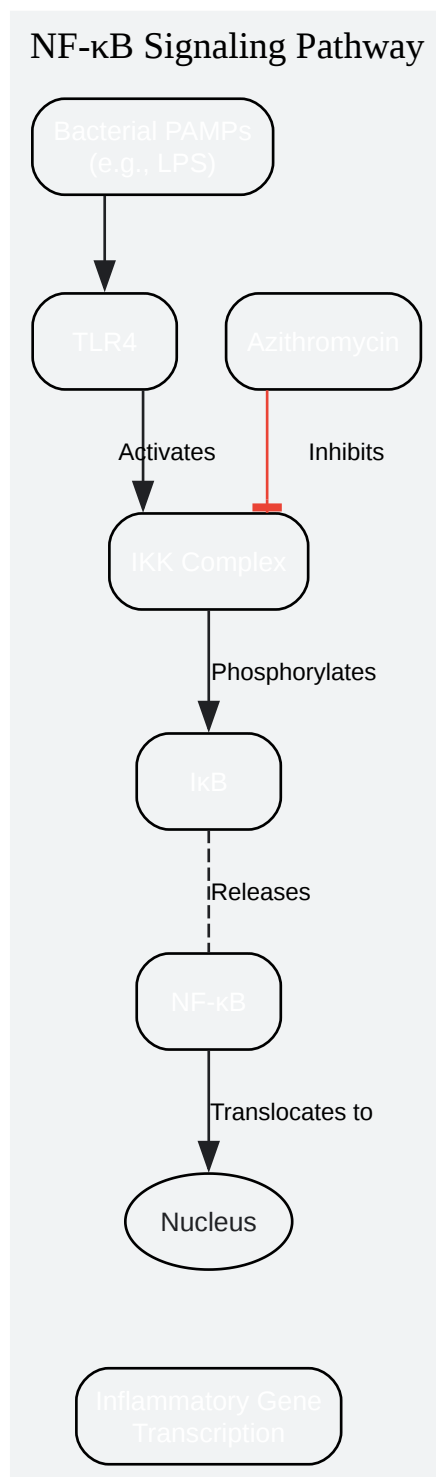 NF-κB Signaling Pathway
Bacterial PAMPs
(e.g., LPS)
TLR4
Azithromycin
Activates
Inhibits
IKK Complex
Phosphorylates
IκB
Releases
NF-κB
Translocates to
Nucleus
Inflammatory Gene
Transcription